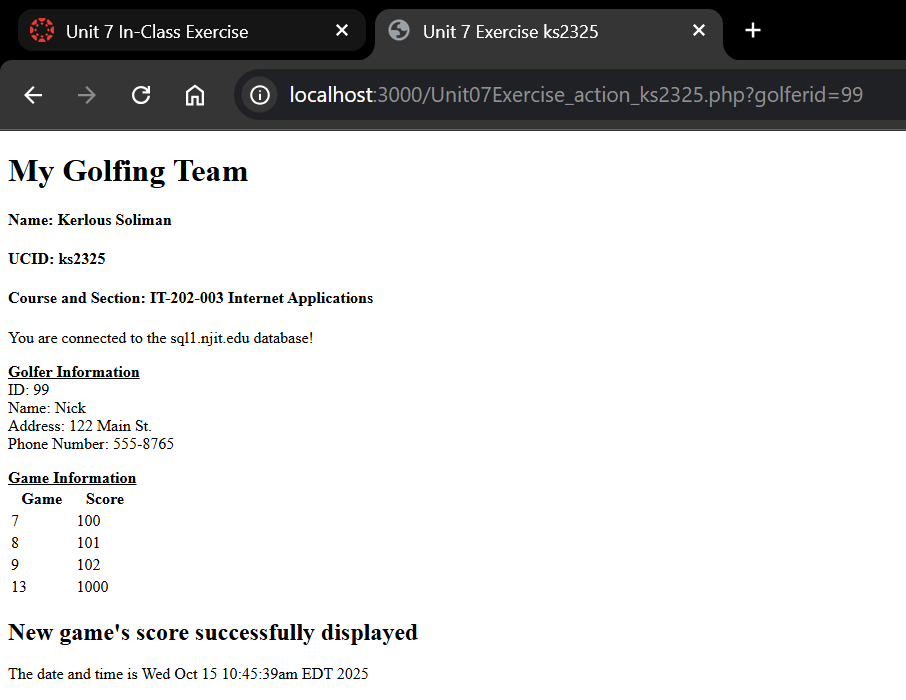 Unit 7 In-Class Exercise
Unit 7 Exercise ks2325
localhost:3000/Unit07Exercise_action_ks2325.php?golferid=99
My Golfing Team
Name: Kerlous Soliman
UCID: ks2325
Course and Section: IT-202-003 Internet Applications
You are connected to the sql1.njit.edu database!
Golfer Information
ID: 99
Name: Nick
Address: 122 Main St.
Phone Number: 555-8765
Game Information
Game Score
7 100
8 101
9 102
13 1000
New game's score successfully displayed
The date and time is Wed Oct 15 10:45:39am EDT 2025